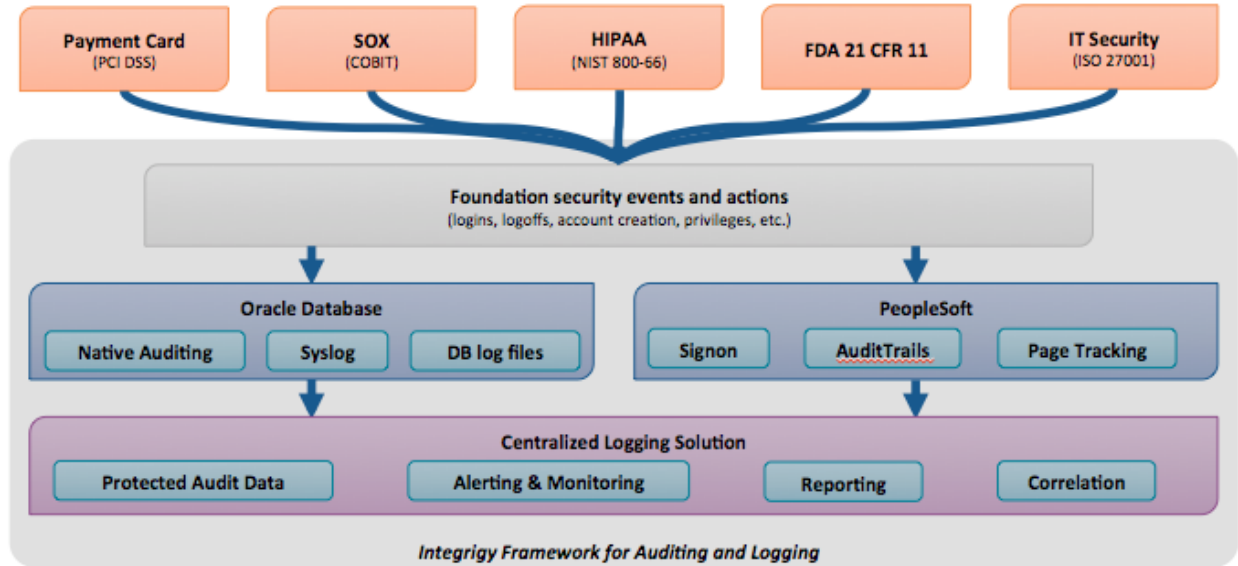 Payment Card
(PCI DSS)
SOX
(COBIT)
HIPAA
(NIST 800-66)
FDA 21 CFR 11
IT Security
(ISO 27001)
Foundation security events and actions
(logins, logoffs, account creation, privileges, etc.)
Oracle Database
Native Auditing
Syslog
DB log files
PeopleSoft
Signon
AuditTrails
Page Tracking
Centralized Logging Solution
Protected Audit Data
Alerting & Monitoring
Reporting
Correlation
Integrigy Framework for Auditing and Logging